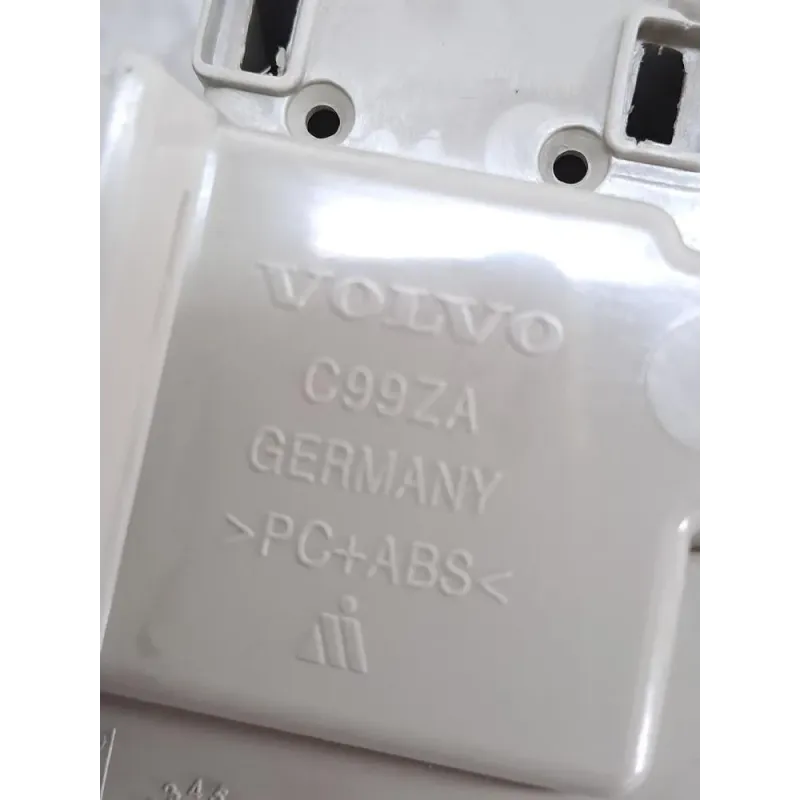 VOLVO
C99ZA
GERMANY
>PC+ABS<